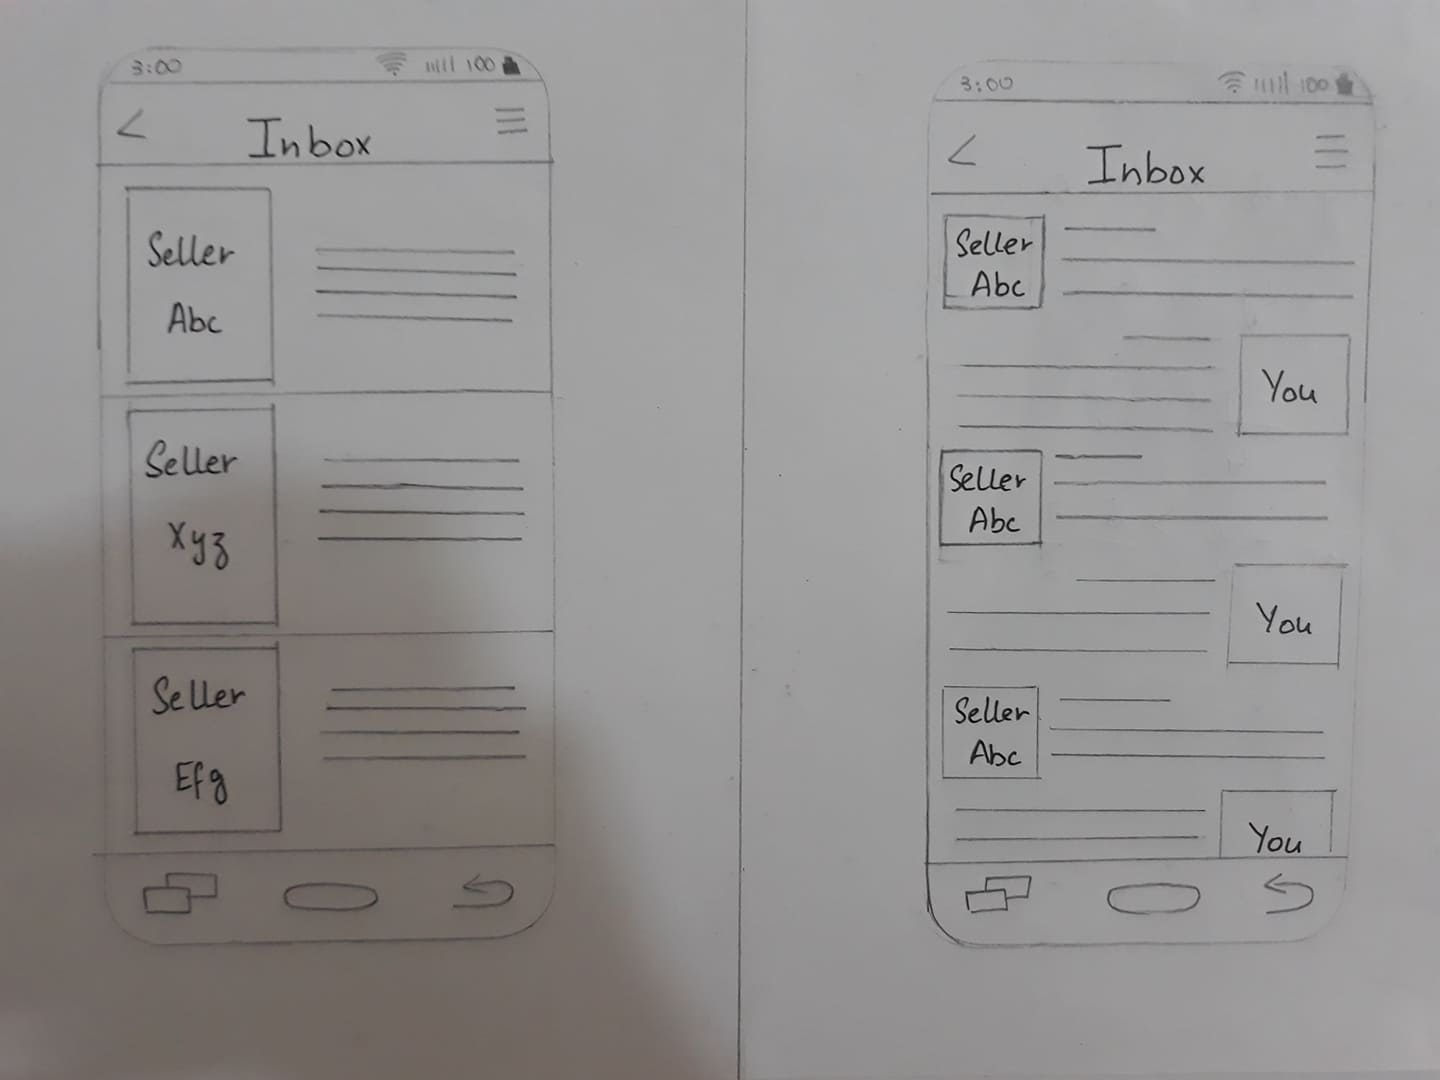 3:00 100
< Inbox
Seller
Abc
Seller
Xyz
Seller
Efg
3:00 100
< Inbox
Seller
Abc
You
Seller
Abc
You
Seller
Abc
You